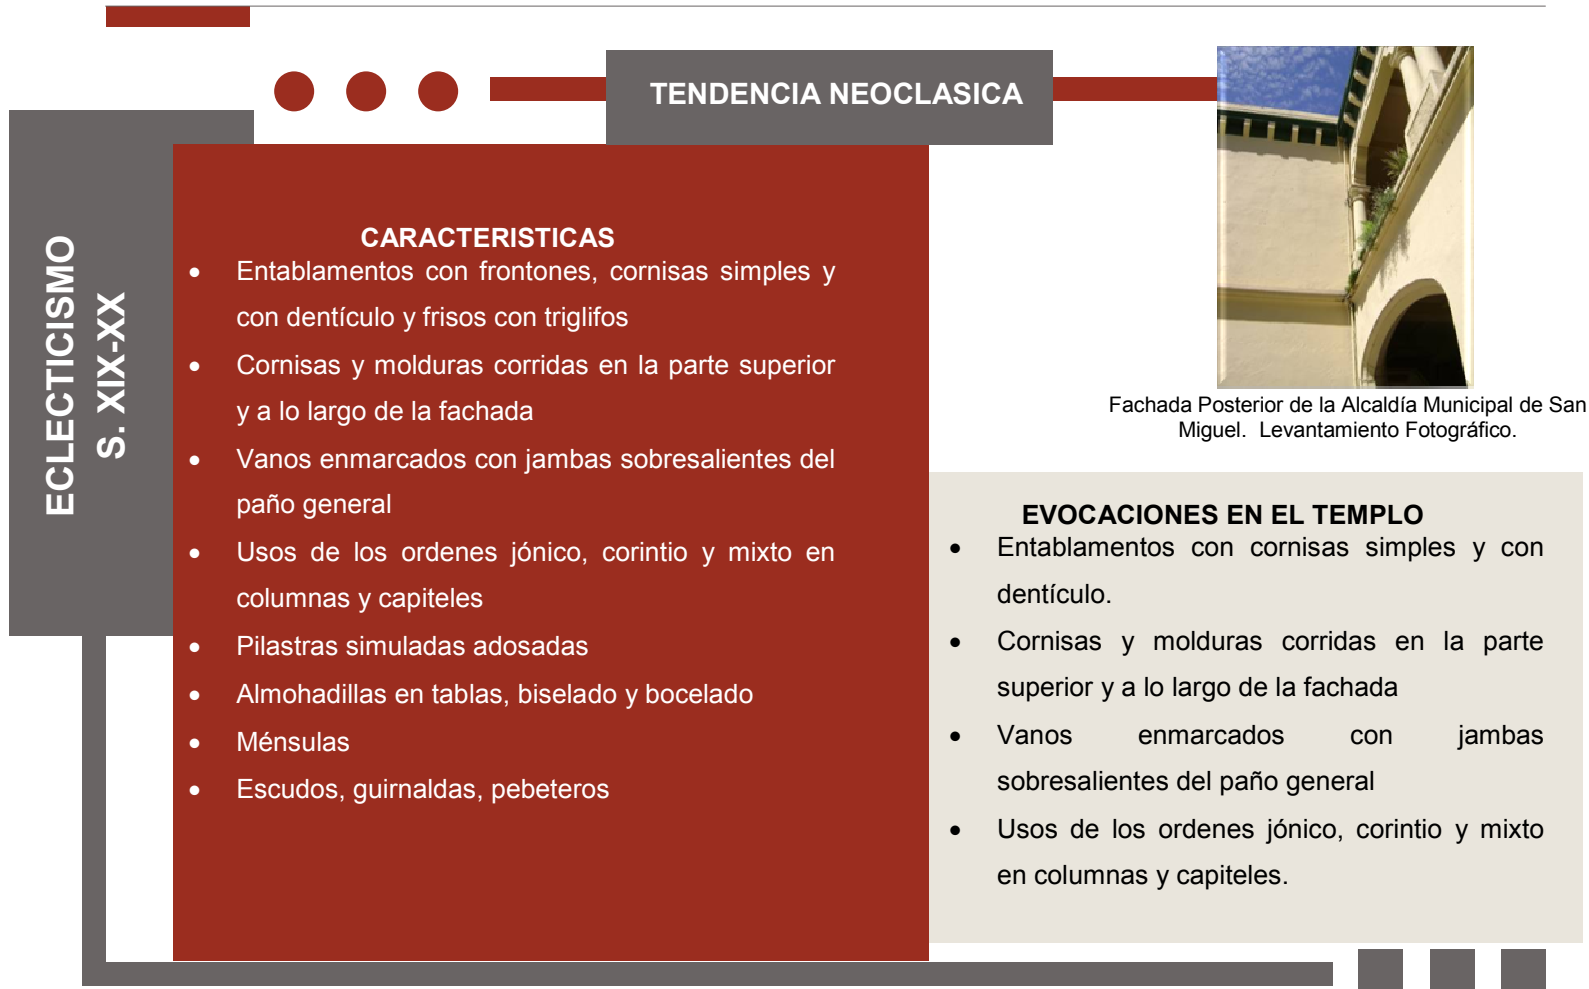 TENDENCIA NEOCLASICA
ECLECTICISMO
S. XIX-XX
CARACTERISTICAS
• Entablamentos con frontones, cornisas simples y
con dentículo y frisos con triglifos
• Cornisas y molduras corridas en la parte superior
y a lo largo de la fachada
• Vanos enmarcados con jambas sobresalientes del
paño general
• Usos de los ordenes jónico, corintio y mixto en
columnas y capiteles
• Pilastras simuladas adosadas
• Almohadillas en tablas, biselado y bocelado
• Ménsulas
• Escudos, guirnaldas, pebeteros
Fachada Posterior de la Alcaldía Municipal de San
Miguel. Levantamiento Fotográfico.
EVOCACIONES EN EL TEMPLO
• Entablamentos con cornisas simples y con
dentículo.
• Cornisas y molduras corridas en la parte
superior y a lo largo de la fachada
• Vanos enmarcados con jambas
sobresalientes del paño general
• Usos de los ordenes jónico, corintio y mixto
en columnas y capiteles.